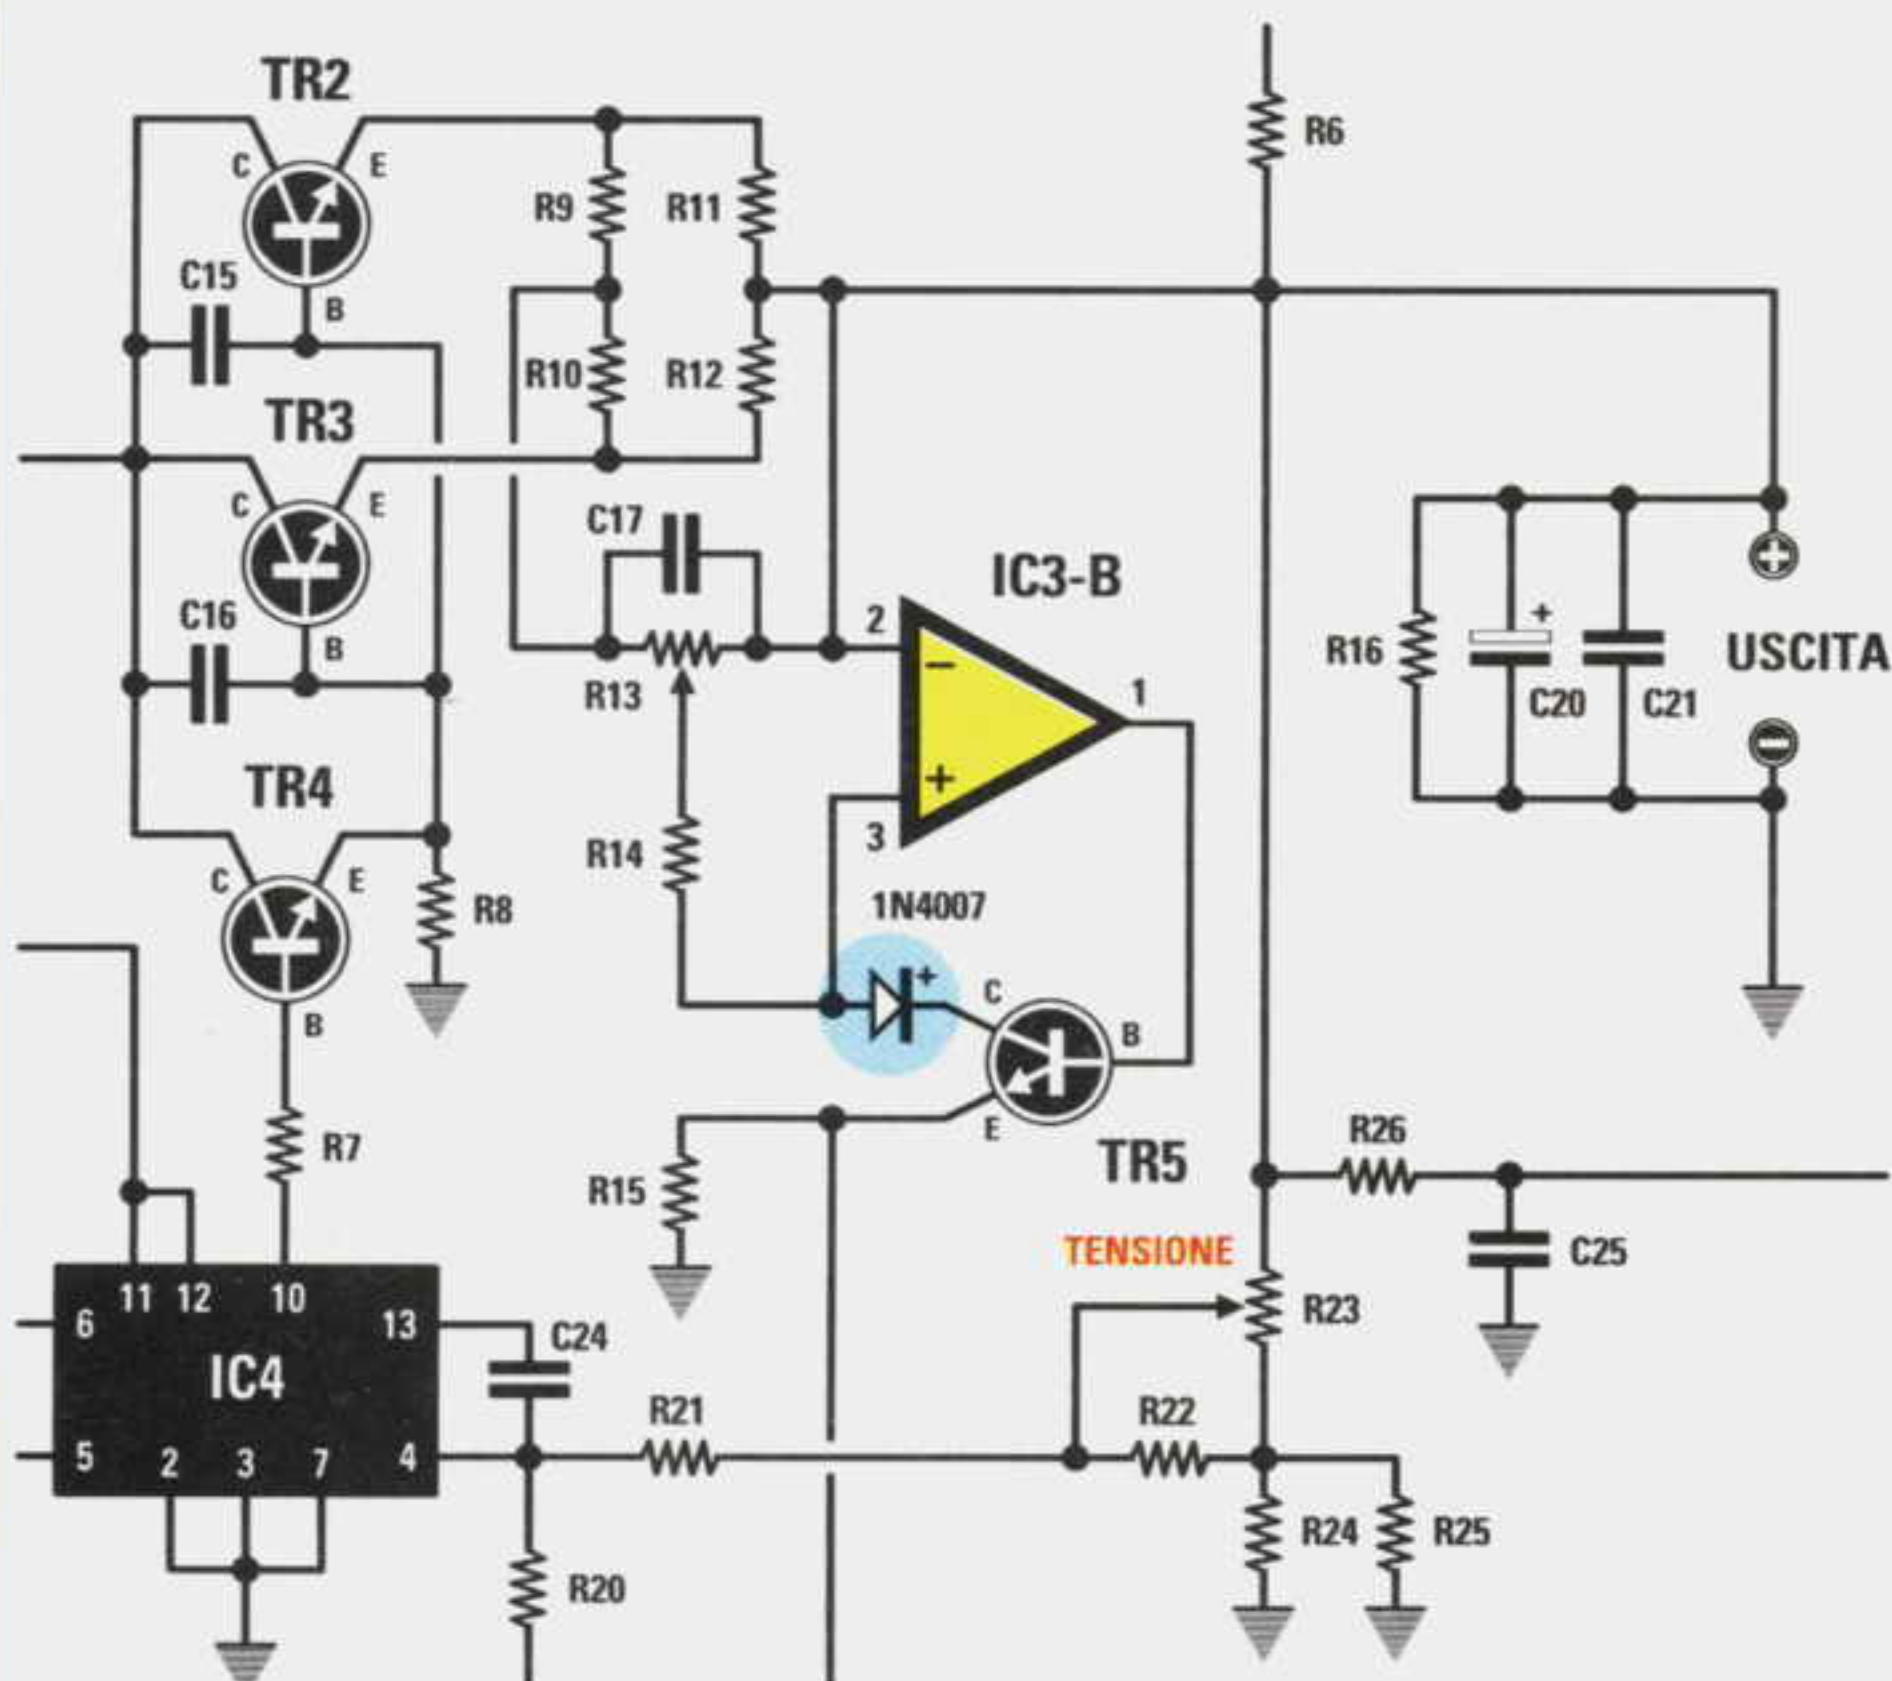 TR2
R6
C
E
R9
R11
C15
B
R10
R12
TR3
C
E
C17
IC3-B
C16
2
+
B
−
R16
USCITA
R13
1
C20
C21
TR4
+
3
R14
C
E
R8
1N4007
+
C
B
B
E
R26
R7
TR5
R15
TENSIONE
C25
11
12
10
R23
6
13
C24
IC4
R21
R22
5
2
3
7
4
R24
R25
R20